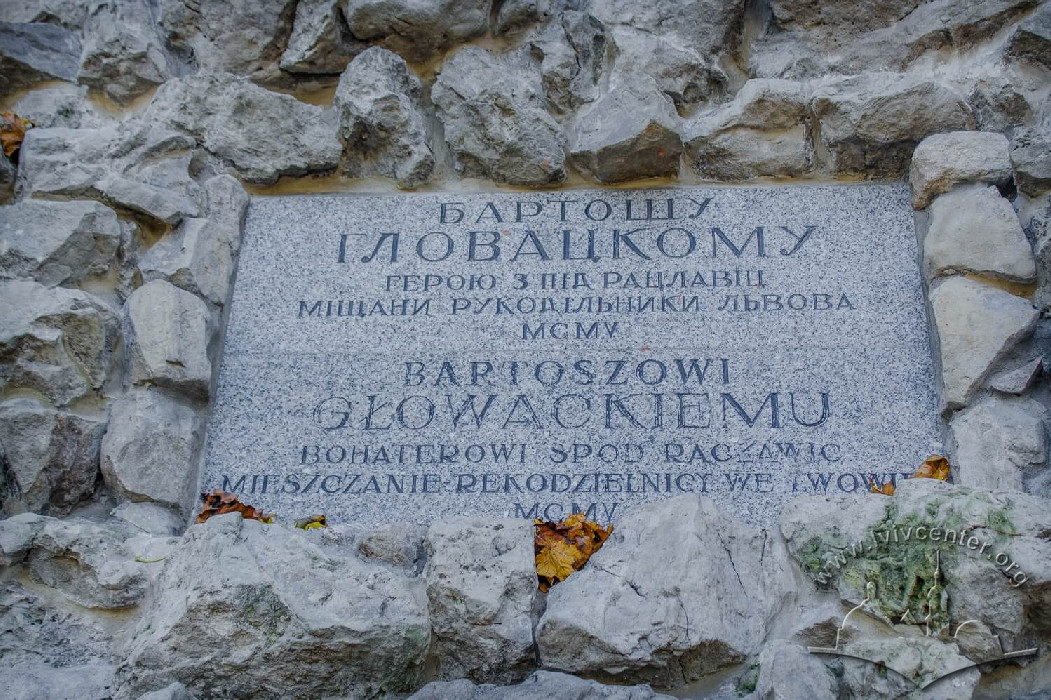 БАРТОШУ
ГЛОВАЦКОМУ
ГЕРОЮ З ПІД РАЦЛАВІЦ
МІЩАНИ РУКОДІЛЬНИКИ ЛЬВОВА
MCMV
BARTOSZOWI
GŁOWACKIEMU
BOHATEROWI SPOD RACŁAWIC
MIESZCZANIE-RĘKODZIELNICY WE LWOWIE
MCMV
www.lvivcenter.org